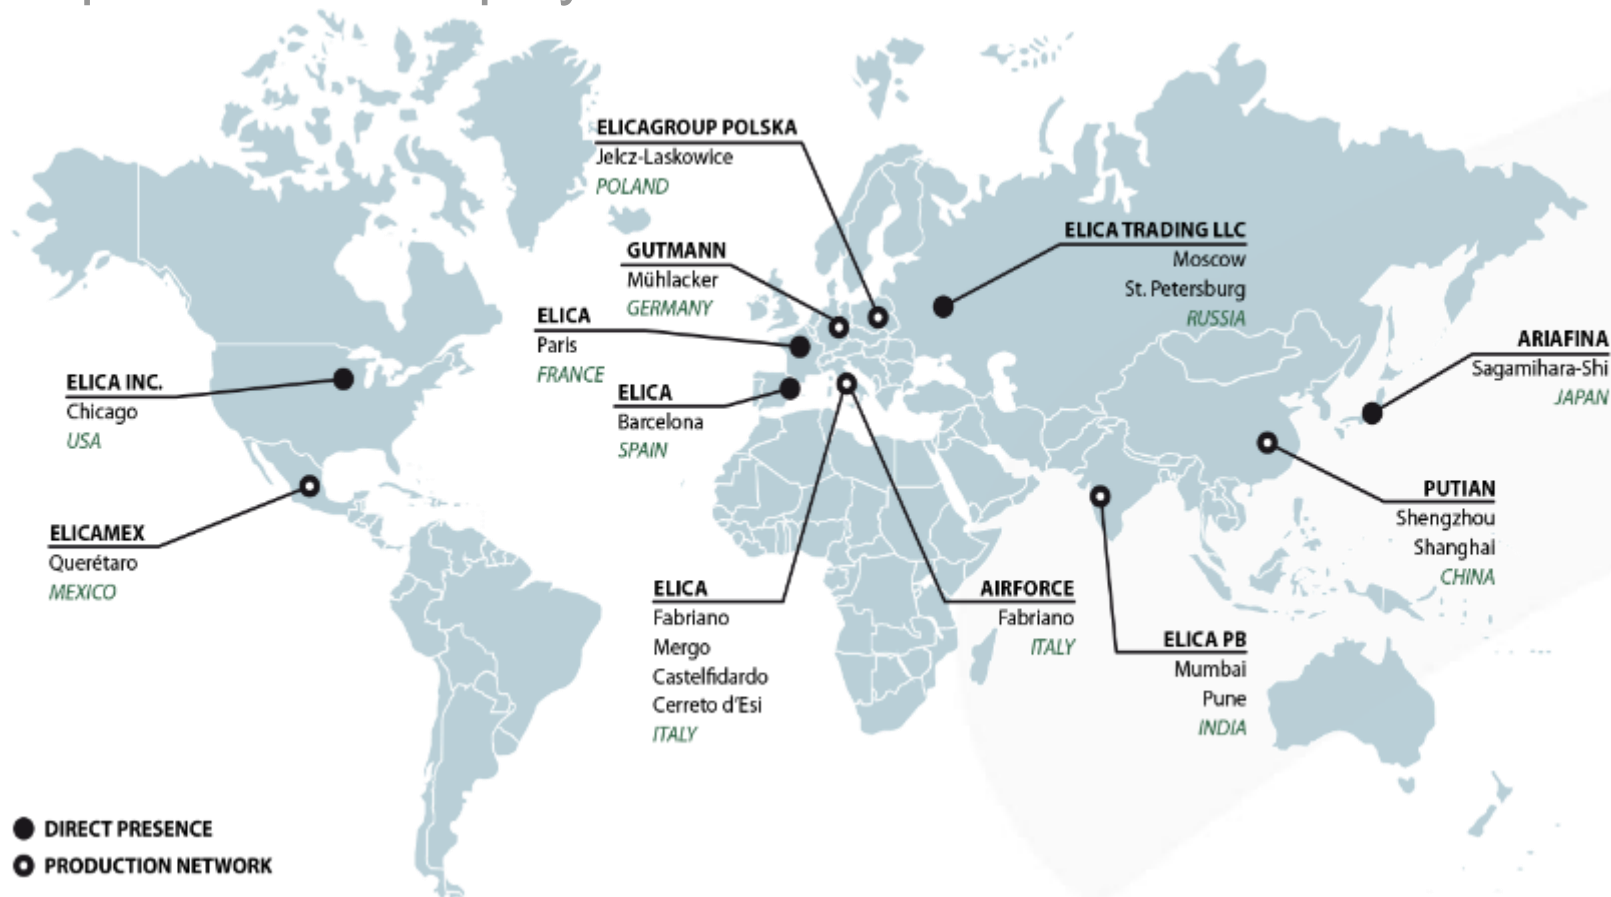 ELICAGROUP POLSKA
Jelcz-Laskowice
POLAND
GUTMANN
Mühlacker
GERMANY
ELICA
Paris
FRANCE
ELICA
Barcelona
SPAIN
ELICA TRADING LLC
Moscow
St. Petersburg
RUSSIA
ARIAFINA
Sagamihara-Shi
JAPAN
ELICA INC.
Chicago
USA
ELICAMEX
Querétaro
MEXICO
PUTIAN
Shengzhou
Shanghai
CHINA
ELICA
Fabriano
Mergo
Castelfidardo
Cerreto d'Esi
ITALY
AIRFORCE
Fabriano
ITALY
ELICA PB
Mumbai
Pune
INDIA
DIRECT PRESENCE
PRODUCTION NETWORK